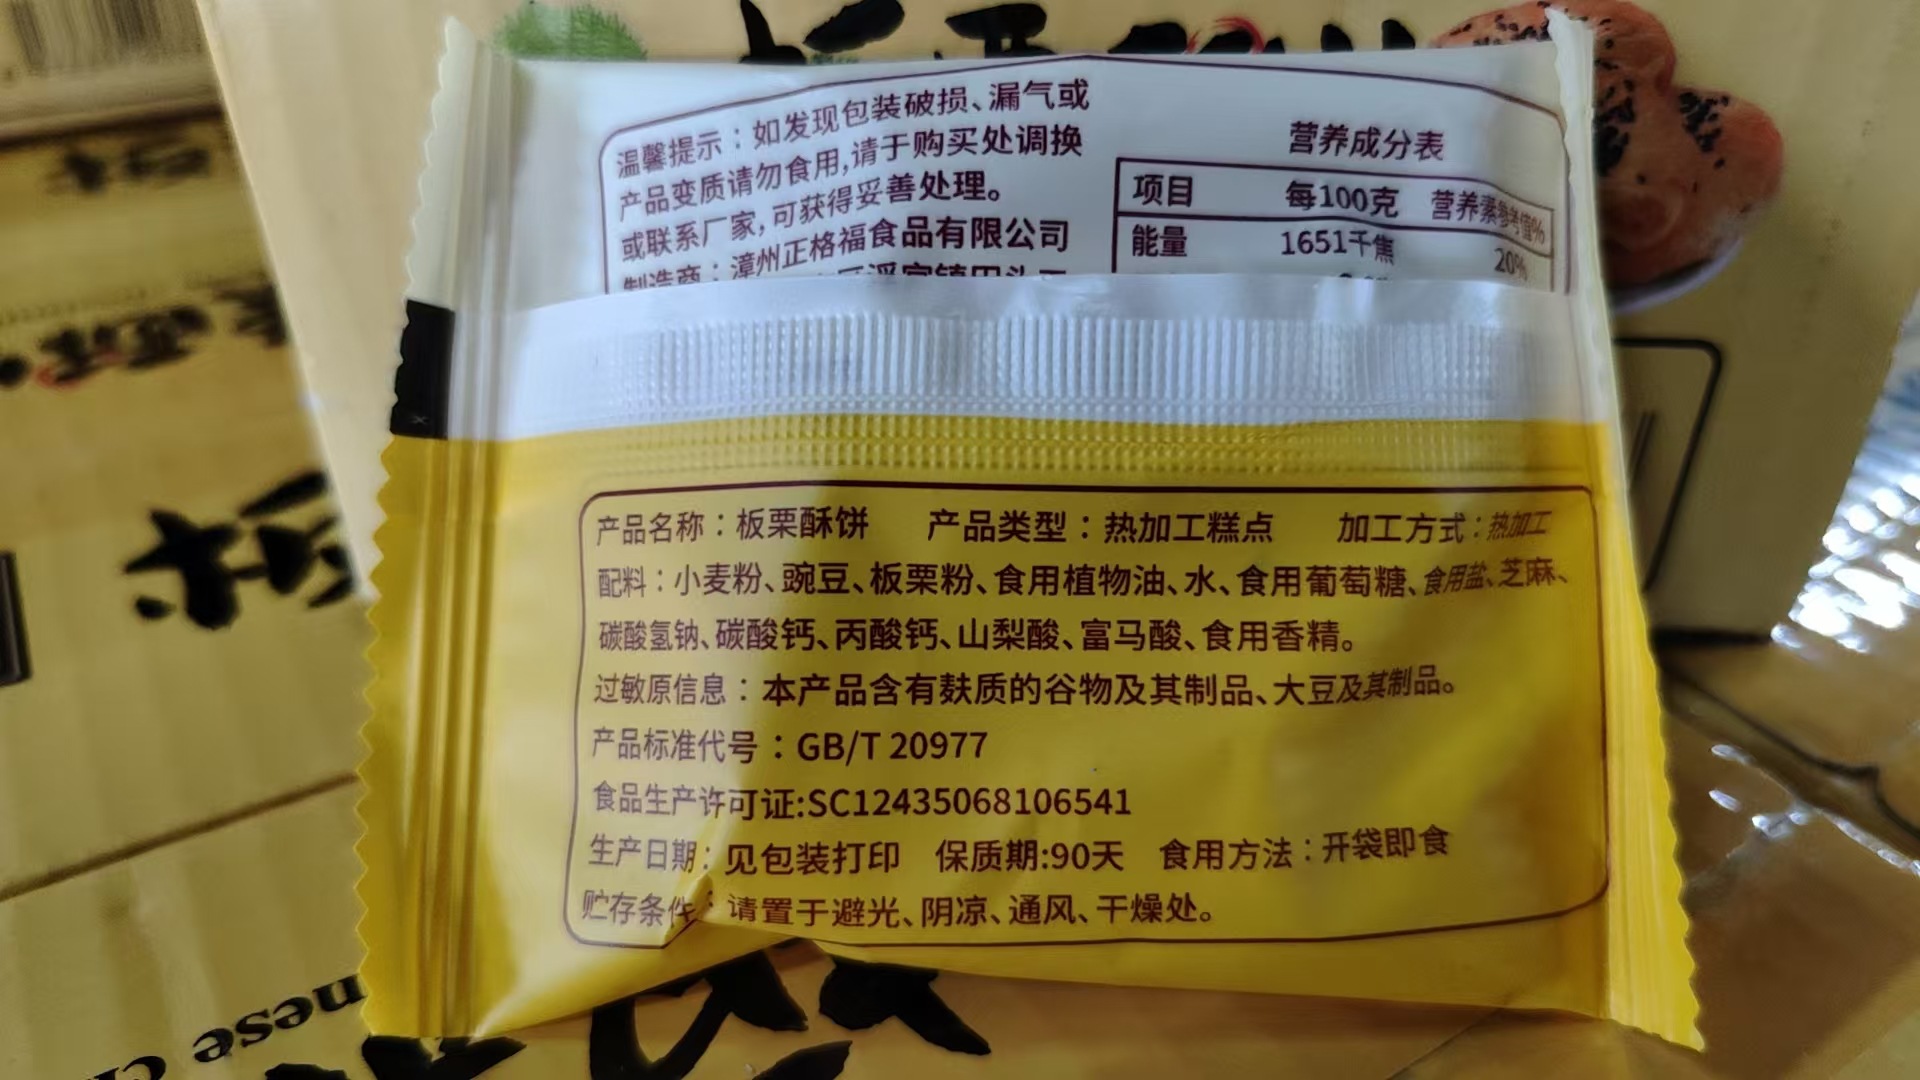 温馨提示：如发现包装破损、漏气或
产品变质请勿食用,请于购买处调换
或联系厂家,可获得妥善处理。
制造商：漳州正格福食品有限公司
营养成分表
项目 每100克 营养素参考值%
能量 1651千焦 20%
产品名称：板栗酥饼 产品类型：热加工糕点 加工方式：热加工
配料：小麦粉、豌豆、板栗粉、食用植物油、水、食用葡萄糖、食用盐、芝麻、
碳酸氢钠、碳酸钙、丙酸钙、山梨酸、富马酸、食用香精。
过敏原信息：本产品含有麸质的谷物及其制品、大豆及其制品。
产品标准代号：GB/T 20977
食品生产许可证:SC12435068106541
生产日期：见包装打印 保质期:90天 食用方法：开袋即食
贮存条件：请置于避光、阴凉、通风、干燥处。